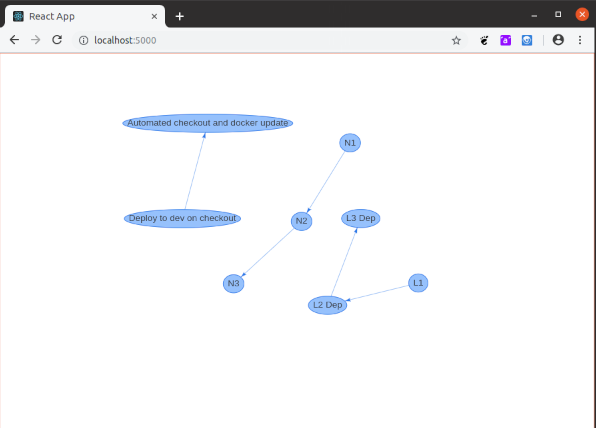 React App
localhost:5000
Automated checkout and docker update
N1
Deploy to dev on checkout
N2
L3 Dep
N3
L1
L2 Dep